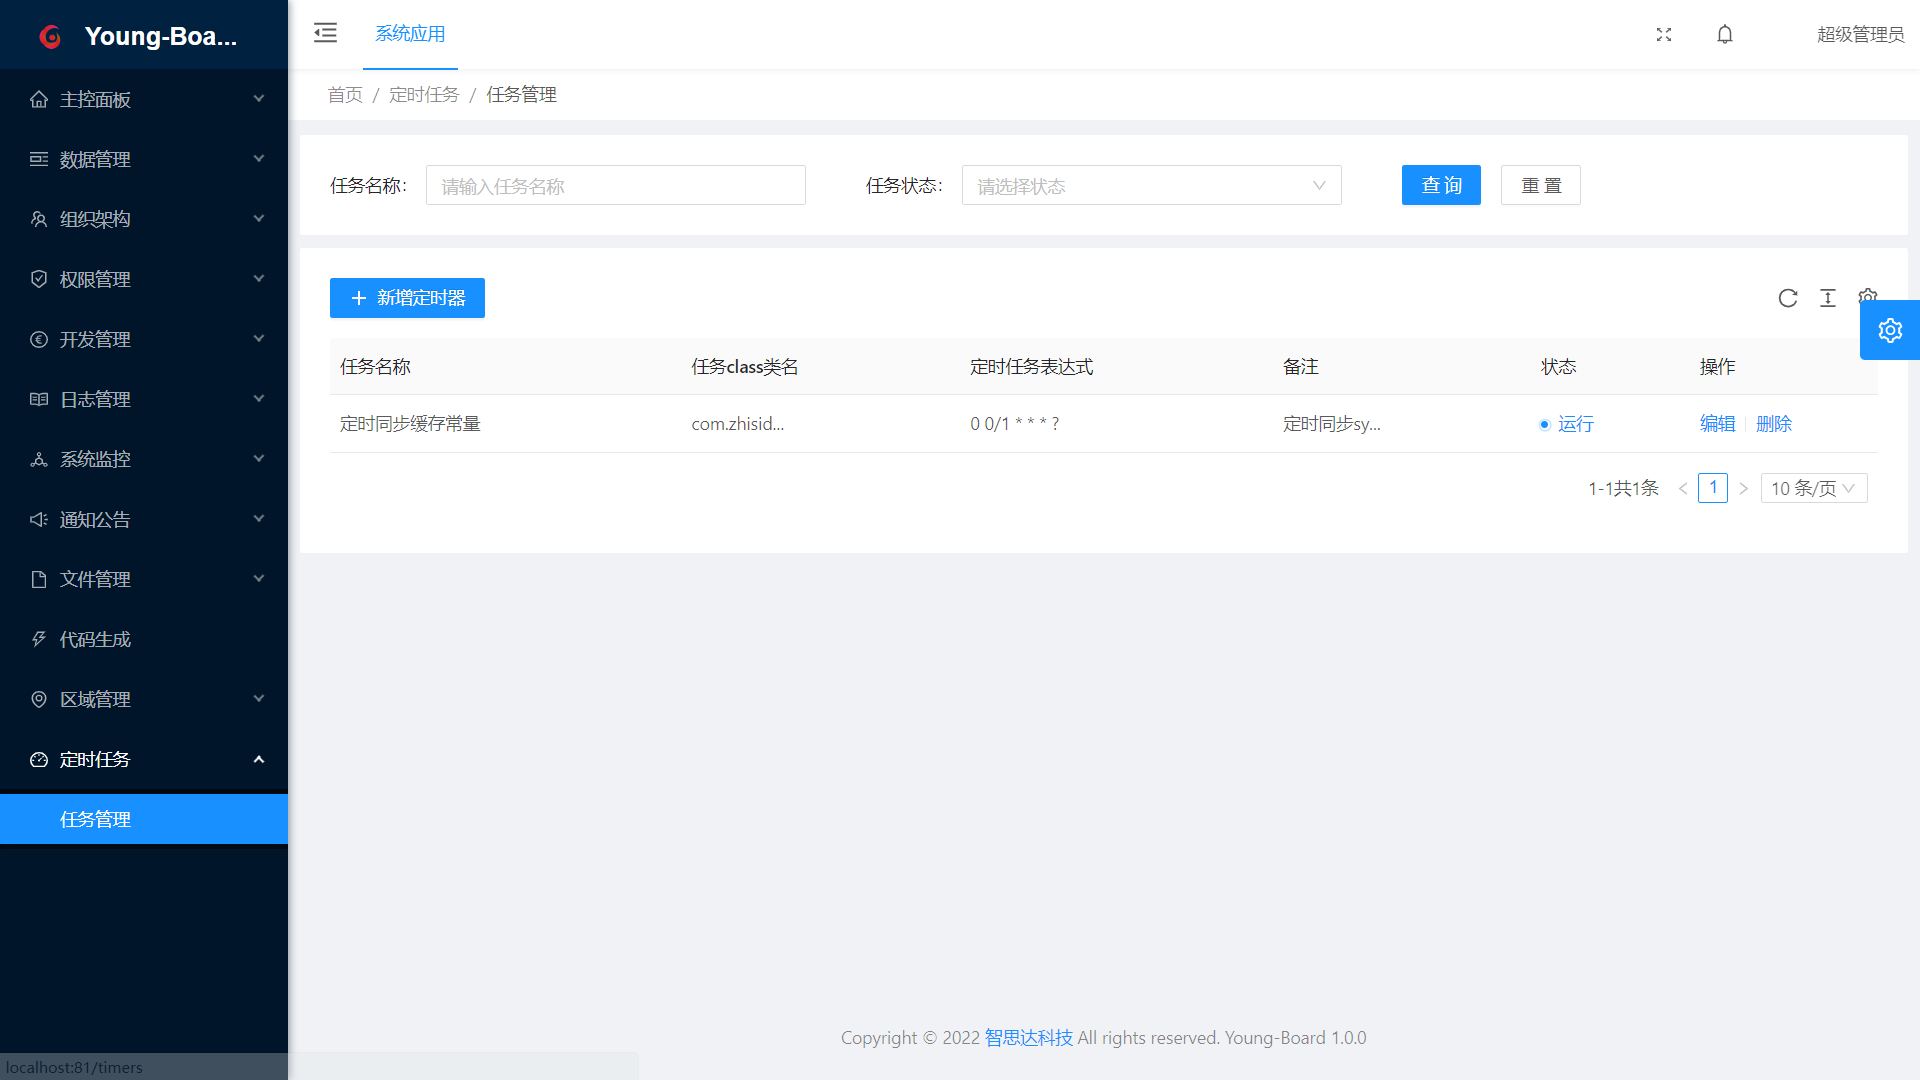 Young-Boa...
系统应用
超级管理员
主控面板
数据管理
组织架构
权限管理
开发管理
日志管理
系统监控
通知公告
文件管理
代码生成
区域管理
定时任务
任务管理
首页 / 定时任务 / 任务管理
任务名称: 请输入任务名称 任务状态: 请选择状态 查 询 重 置
新增定时器
任务名称 任务class类名 定时任务表达式 备注 状态 操作
定时同步缓存常量 com.zhisid... 0 0/1 * * * ? 定时同步sy... 运行 编辑 删除
1-1共1条 < 1 > 10 条/页
Copyright © 2022 智思达科技 All rights reserved. Young-Board 1.0.0
localhost:81/timers